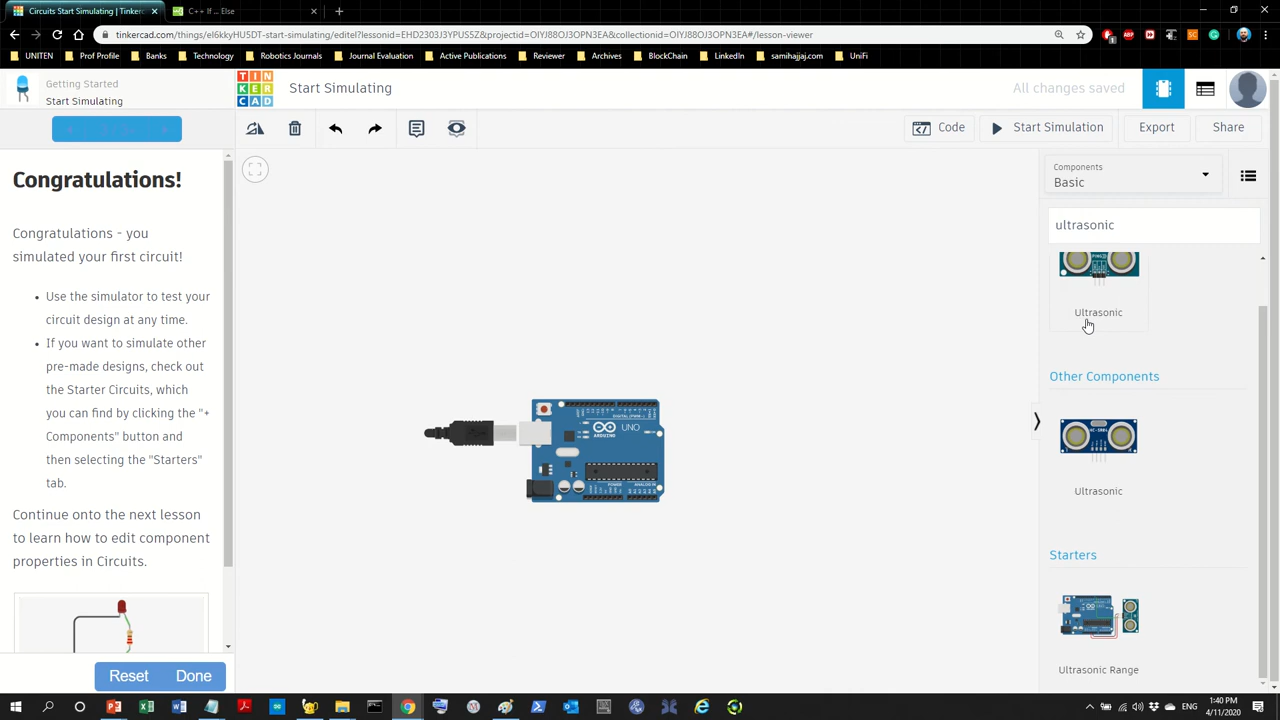 Circuits Start Simulating | Tinker
C++ If ... Else
tinkercad.com/things/el6kkyHU5DT-start-simulating/editel?lessonid=EHD2303J3YPUS5Z&projectid=OIYJ88OJ3OPN3EA&collectionid=OIYJ88OJ3OPN3EA#/lesson-viewer
UNITEN
Prof Profile
Banks
Technology
Robotics Journals
Journal Evaluation
Active Publications
Reviewer
Archives
BlockChain
LinkedIn
samihajjaj.com
UniFi
Getting Started
Start Simulating
TIN
KER
CAD
Start Simulating
All changes saved
Code
Start Simulation
Export
Share
Congratulations!
Congratulations - you
simulated your first circuit!
• Use the simulator to test your
circuit design at any time.
• If you want to simulate other
pre-made designs, check out
the Starter Circuits, which
you can find by clicking the "+
Components" button and
then selecting the "Starters"
tab.
Continue onto the next lesson
to learn how to edit component
properties in Circuits.
Reset
Done
UNO
ARDUINO
Components
Basic
ultrasonic
Ultrasonic
Other Components
HC-SR04
Ultrasonic
Starters
Ultrasonic Range
1:40 PM
4/11/2020